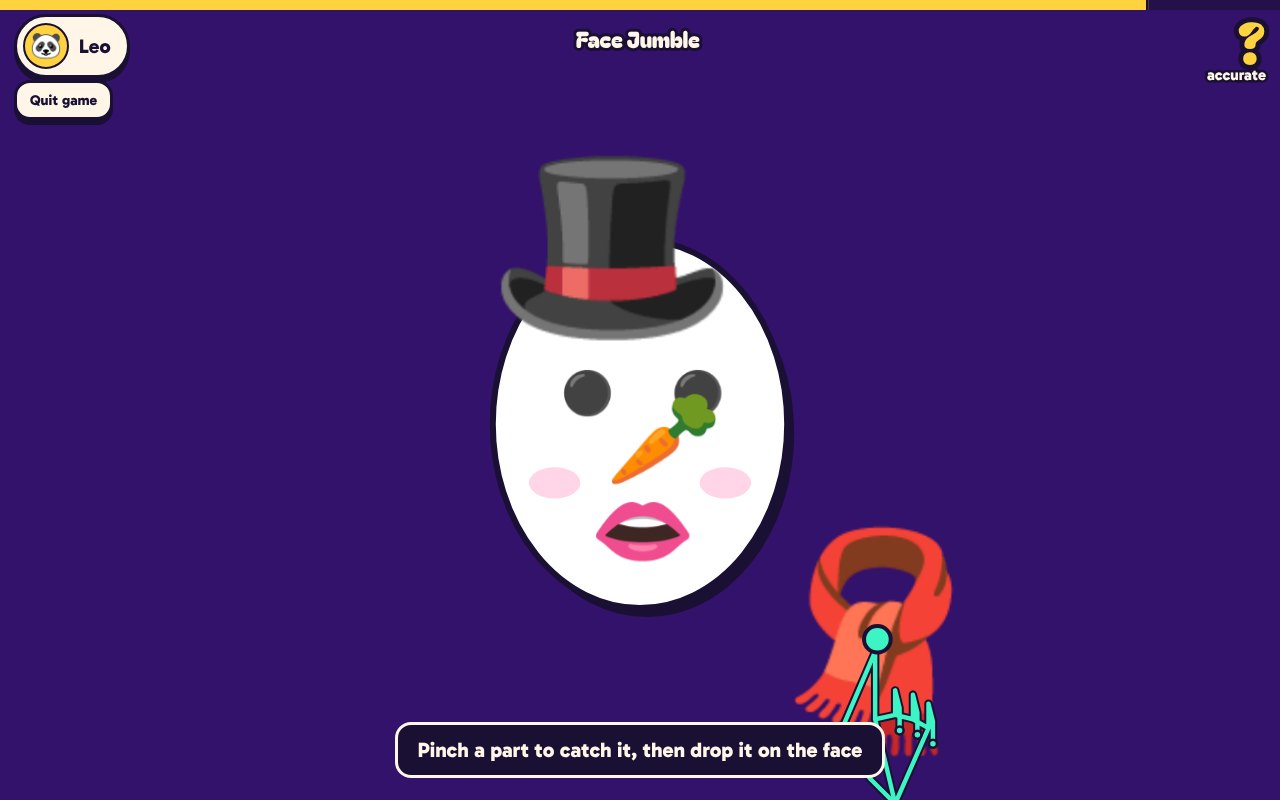 Leo
Face Jumble
?
accurate
Quit game
Pinch a part to catch it, then drop it on the face